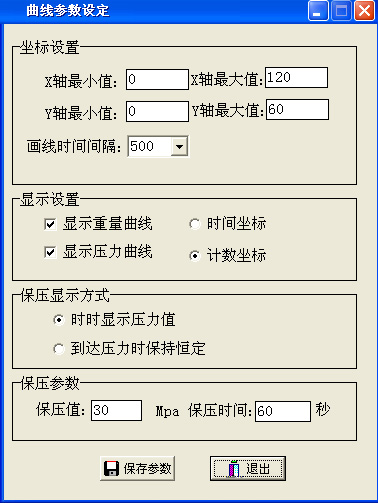 曲线参数设定
坐标设置
X轴最小值: 0 X轴最大值: 120
Y轴最小值: 0 Y轴最大值: 60
画线时间间隔: 500
显示设置
显示重量曲线 时间坐标
显示压力曲线 计数坐标
保压显示方式
时时显示压力值
到达压力时保持恒定
保压参数
保压值: 30 Mpa 保压时间: 60 秒
保存参数 退出